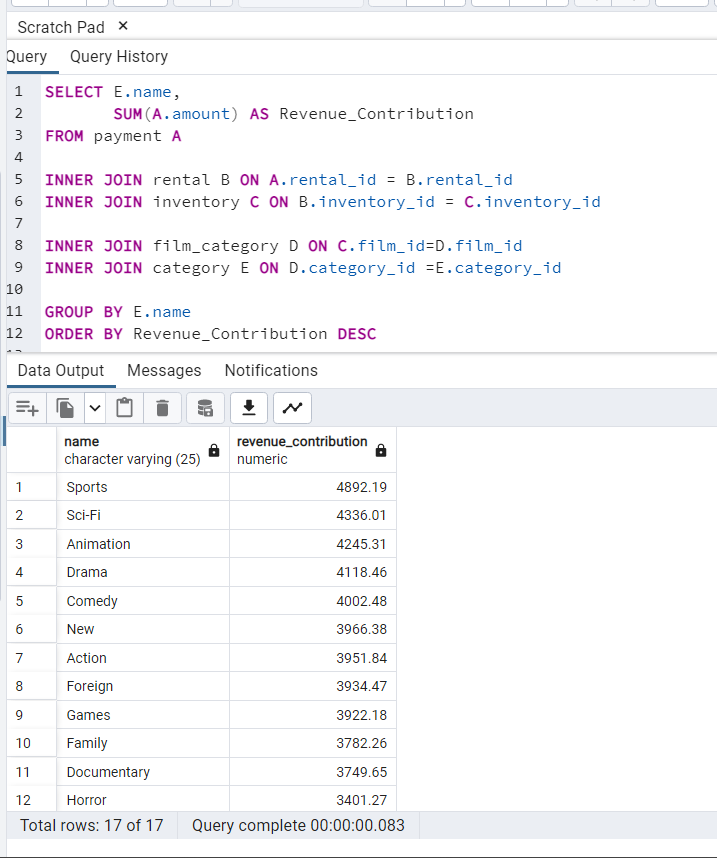 Scratch Pad ×
Query Query History
1 SELECT E.name,
2 SUM(A.amount) AS Revenue_Contribution
3 FROM payment A
4
5 INNER JOIN rental B ON A.rental_id = B.rental_id
6 INNER JOIN inventory C ON B.inventory_id = C.inventory_id
7
8 INNER JOIN film_category D ON C.film_id=D.film_id
9 INNER JOIN category E ON D.category_id =E.category_id
10
11 GROUP BY E.name
12 ORDER BY Revenue_Contribution DESC
Data Output Messages Notifications
name revenue_contribution
character varying (25) numeric
1 Sports 4892.19
2 Sci-Fi 4336.01
3 Animation 4245.31
4 Drama 4118.46
5 Comedy 4002.48
6 New 3966.38
7 Action 3951.84
8 Foreign 3934.47
9 Games 3922.18
10 Family 3782.26
11 Documentary 3749.65
12 Horror 3401.27
Total rows: 17 of 17 Query complete 00:00:00.083